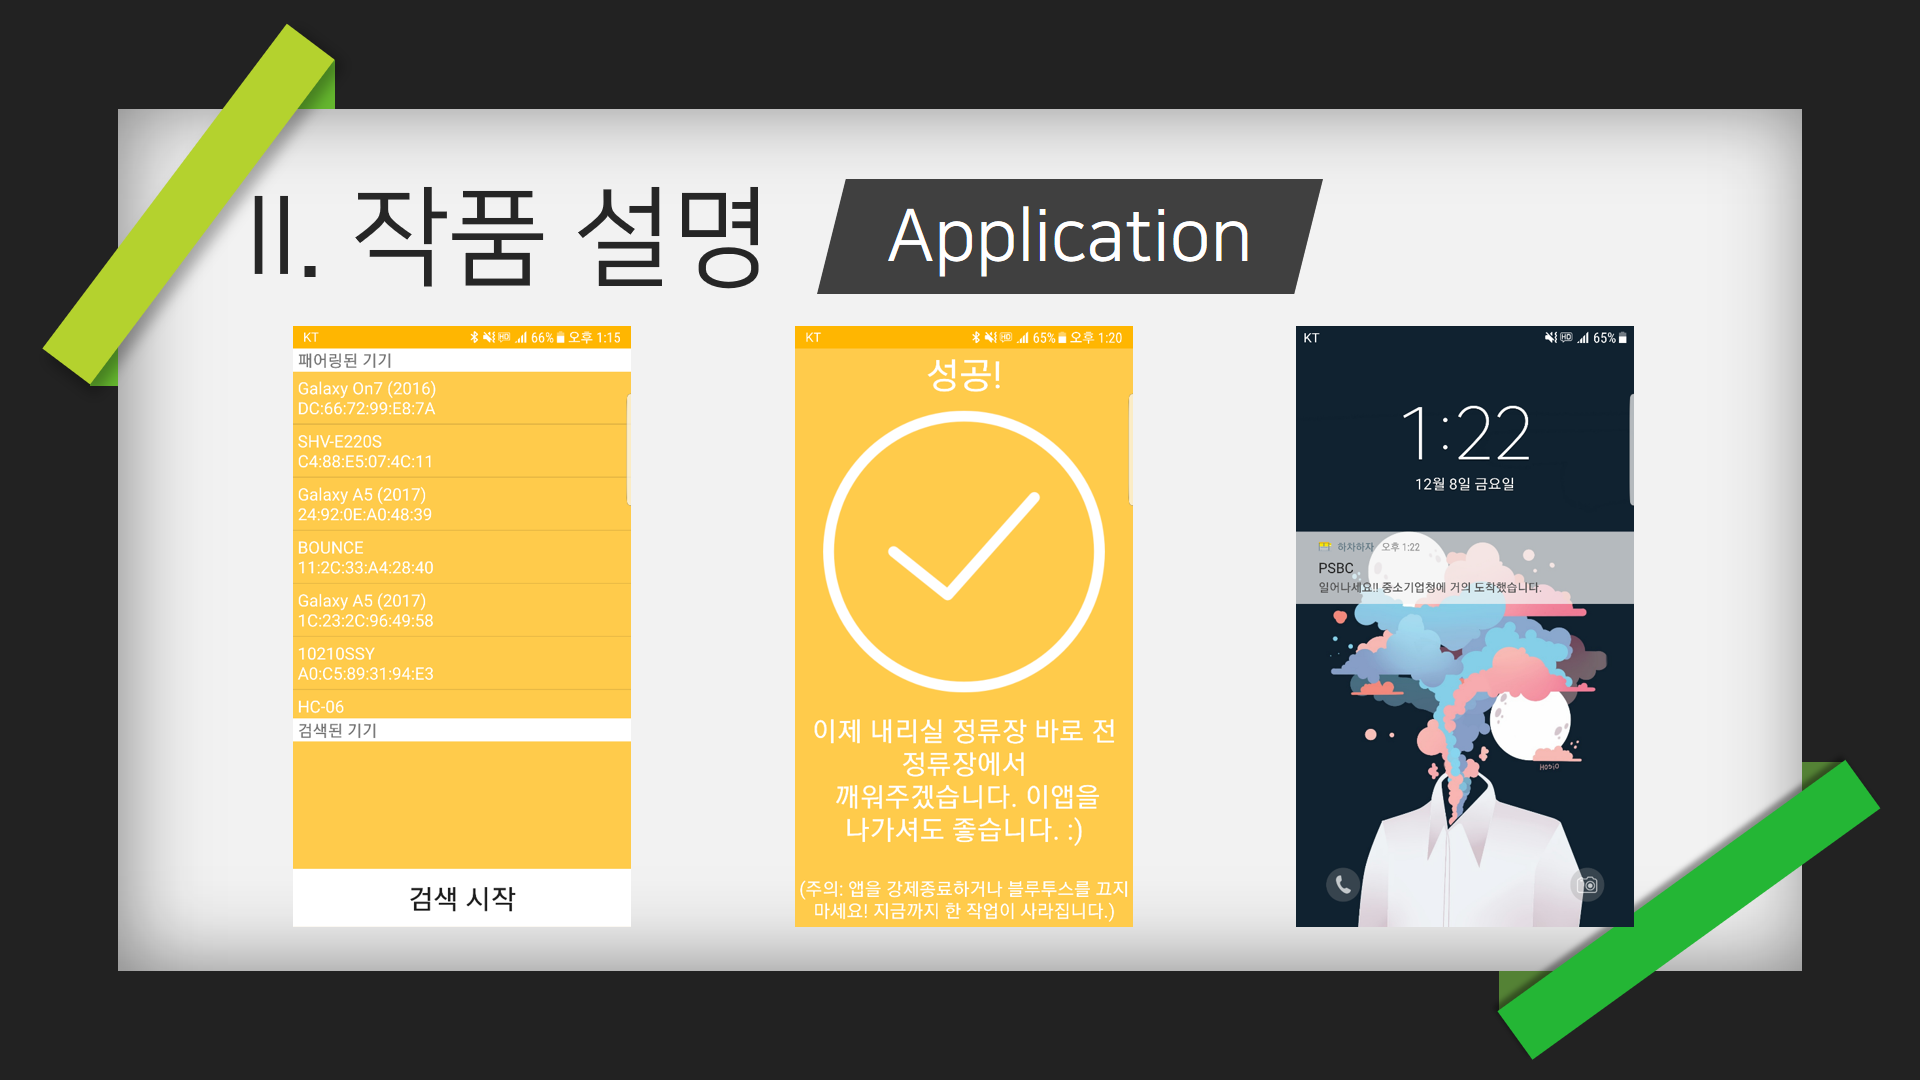 II. 작품 설명
Application
KT
66% 오후 1:15
패어링된 기기
Galaxy On7 (2016)
DC:66:72:99:E8:7A
SHV-E220S
C4:88:E5:07:4C:11
Galaxy A5 (2017)
24:92:0E:A0:48:39
BOUNCE
11:2C:33:A4:28:40
Galaxy A5 (2017)
1C:23:2C:96:49:58
10210SSY
A0:C5:89:31:94:E3
HC-06
검색된 기기
검색 시작
KT
HD 65% 오후 1:20
성공!
이제 내리실 정류장 바로 전
정류장에서
깨워주겠습니다. 이앱을
나가셔도 좋습니다. :)
(주의: 앱을 강제종료하거나 블루투스를 끄지
마세요! 지금까지 한 작업이 사라집니다.)
KT
HD 65%
1:22
12월 8일 금요일
하차하자 오후 1:22
PSBC
일어나세요!! 중소기업청에 거의 도착했습니다.